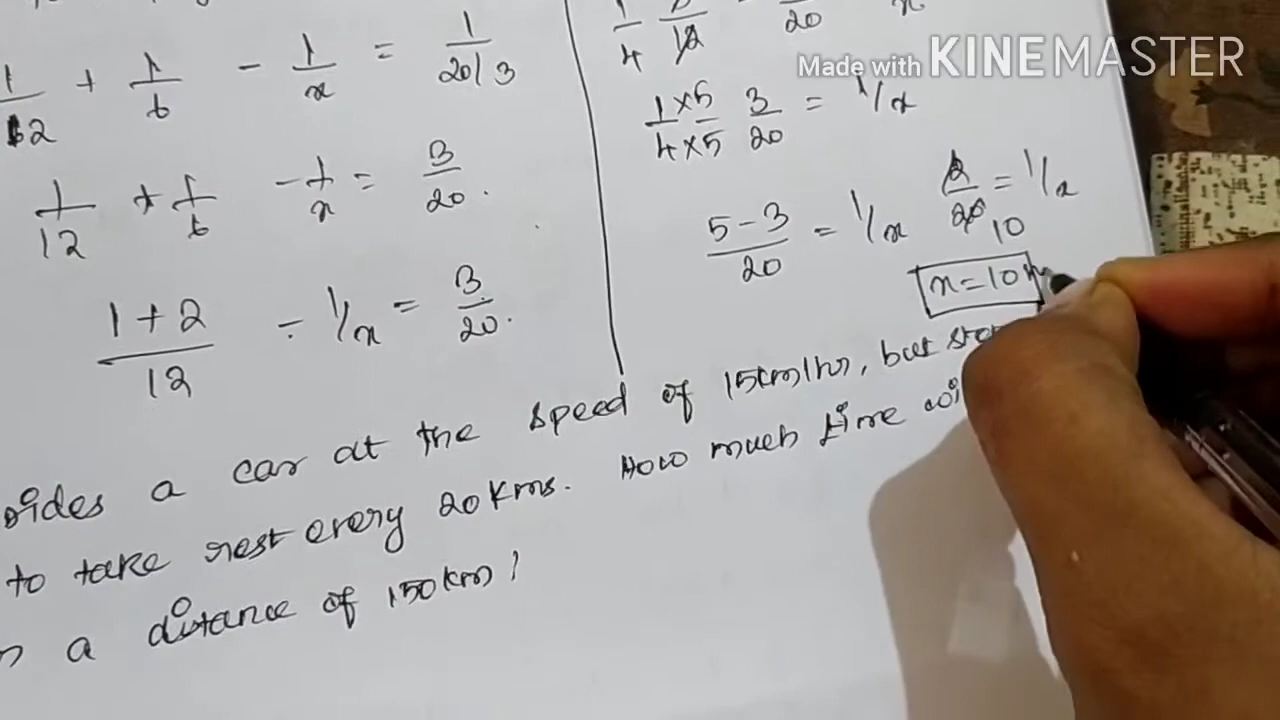 1/12 + 1/6 - 1/x = 1/20/3
1/12 + 1/6 - 1/x = 3/20.
1+2/12 - 1/x = 3/20.
1/4 3/12 20 x
1×5/4×5 3/20 = 1/x
5-3/20 = 1/x
2/20 = 1/x
10
x=10
a car at the speed of 15km/hr, but
to take rest every 20kms. How much time
a distance of 150km?
Made with KINEMASTER